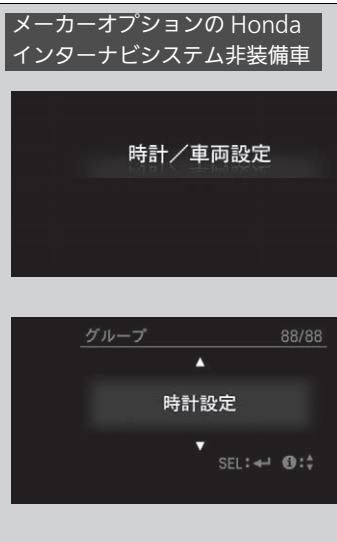 メーカーオプションの Honda
インターナビシステム非装備車
時計／車両設定
グループ 88/88
▲
時計設定
▼
SEL:↵ ℹ:▲▼